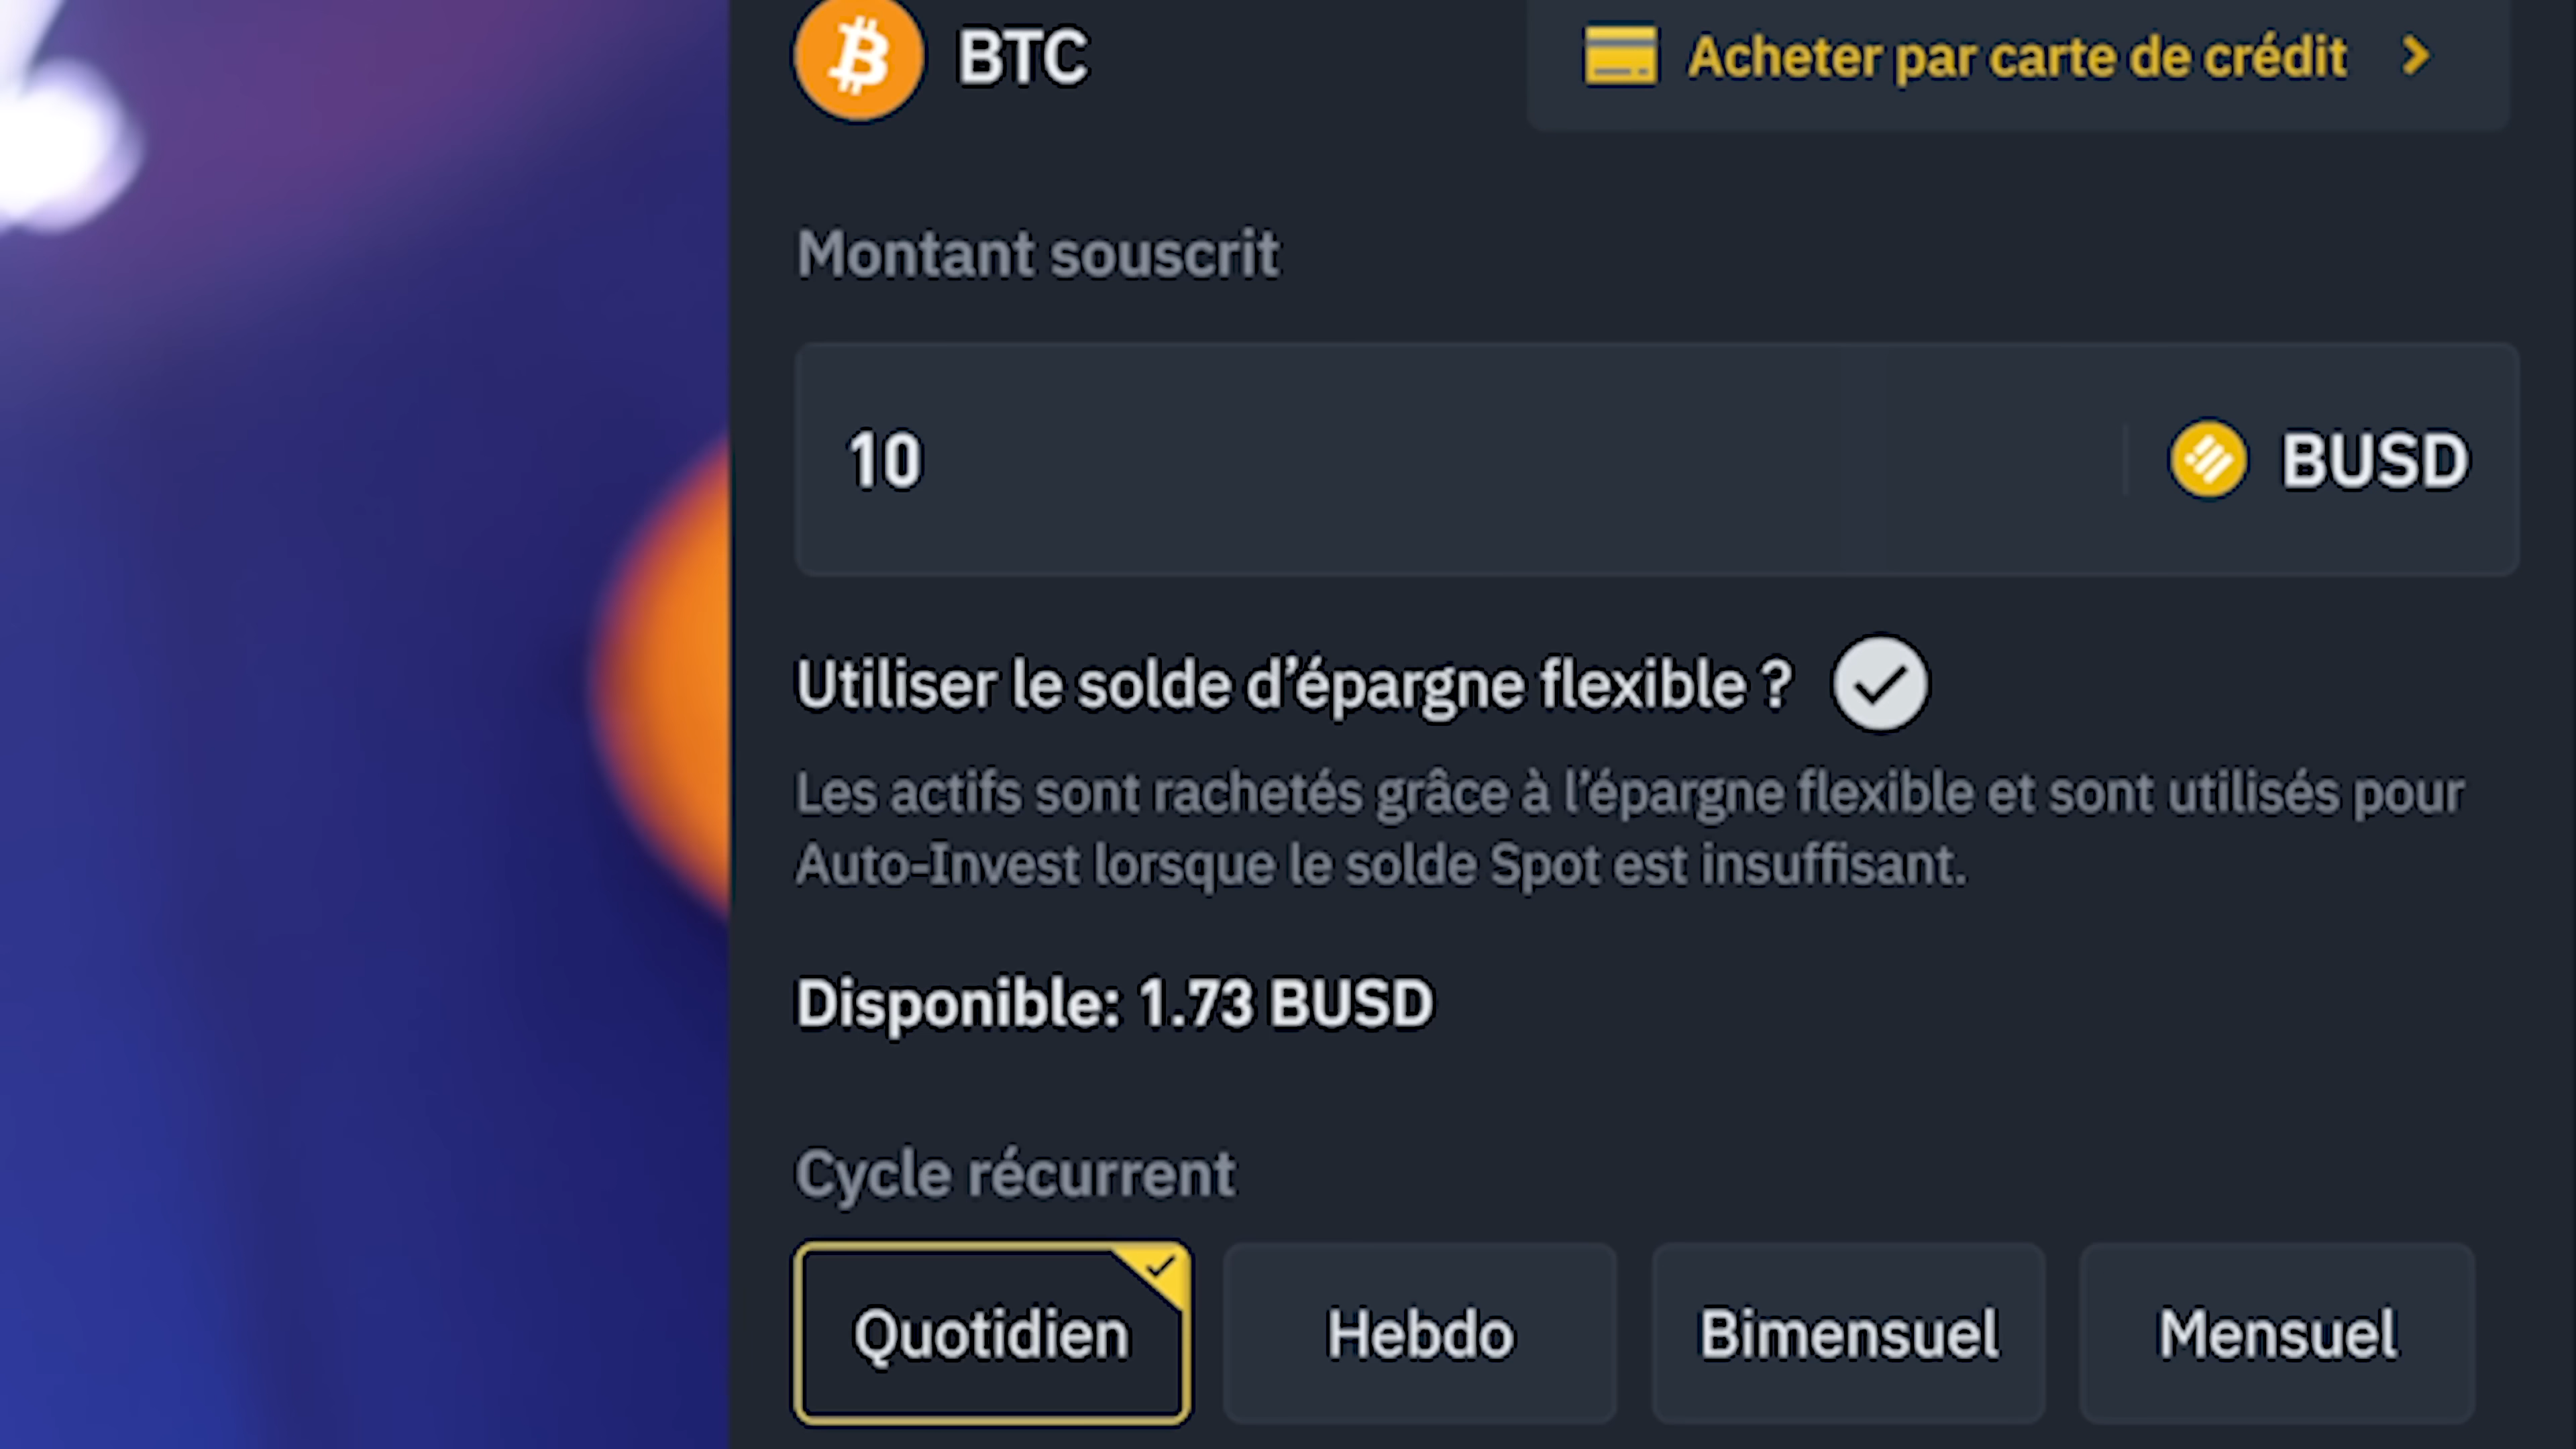 BTC
Acheter par carte de crédit
Montant souscrit
10
BUSD
Utiliser le solde d’épargne flexible ?
Les actifs sont rachetés grâce à l’épargne flexible et sont utilisés pour
Auto-Invest lorsque le solde Spot est insuffisant.
Disponible: 1.73 BUSD
Cycle récurrent
Quotidien
Hebdo
Bimensuel
Mensuel